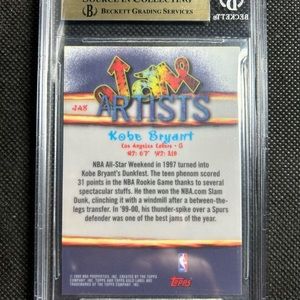 SOURCE IN COLLECTING
BECKETT GRADING SERVICES
BECKETT
JA8
Jam
ARTISTS
Kobe Bryant
Los Angeles Lakers - G
HT: 6'7" WT: 210
NBA All-Star Weekend in 1997 turned into
Kobe Bryant's Dunkfest. The teen phenom scored
31 points in the NBA Rookie Game thanks to several
spectacular stuffs. He then won the NBA.com Slam
Dunk, clinching it with a windmill after a between-
the-legs transfer. In '99-00, his thunder-spike over a Spurs
defender was one of the best jams of the year.
TOPPS